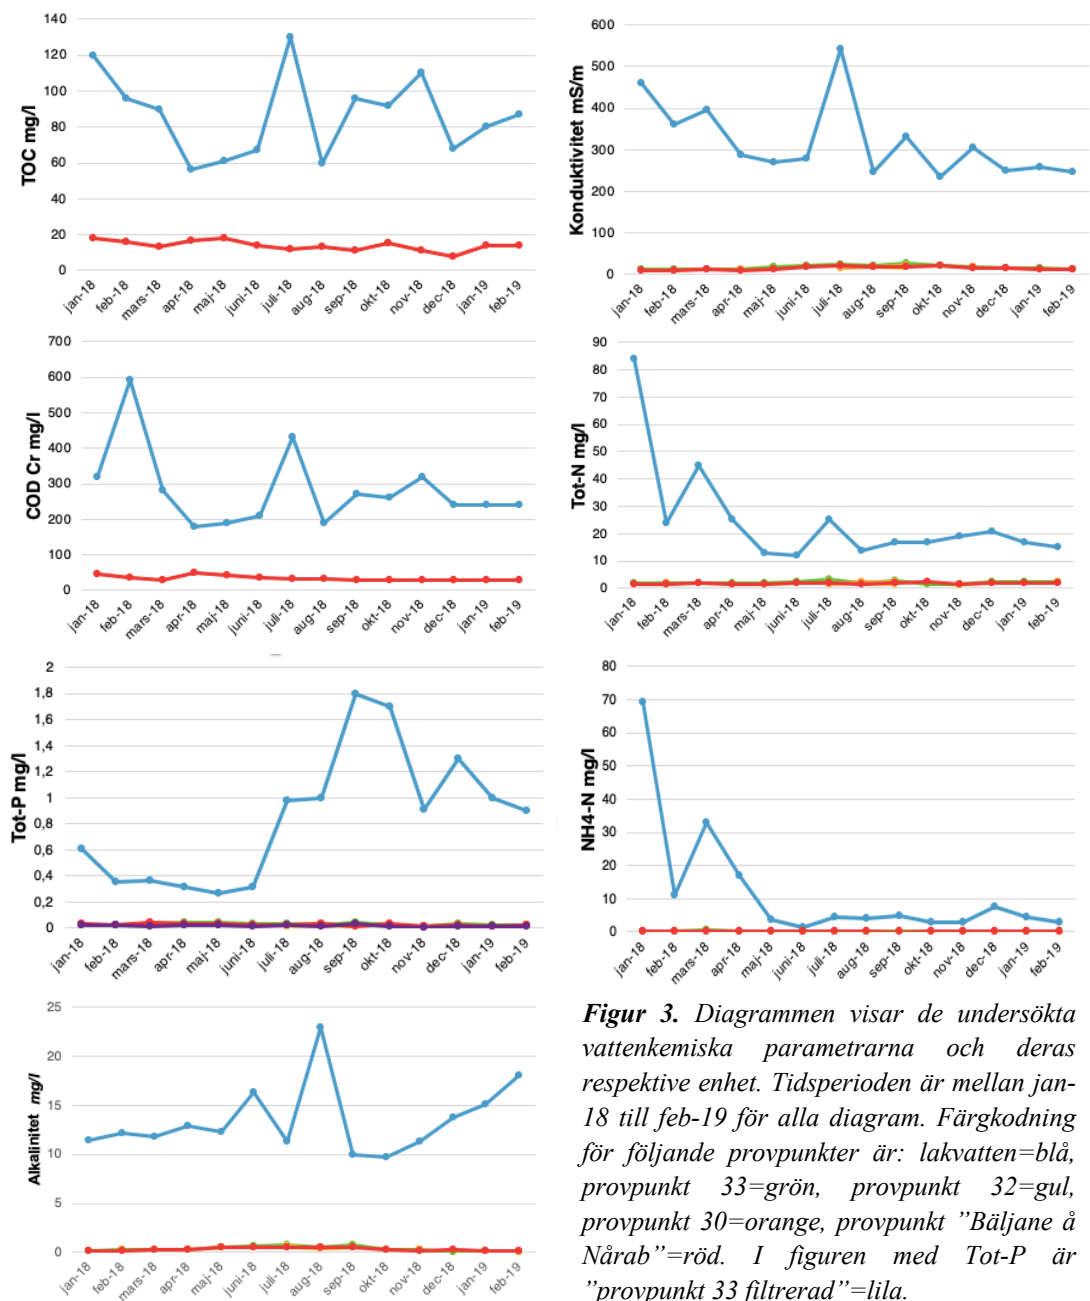 140
120
100
80
60
40
20
0
TOC mg/l
jan-18
feb-18
mars-18
apr-18
maj-18
juni-18
juli-18
aug-18
sep-18
okt-18
nov-18
dec-18
jan-19
feb-19
600
500
400
300
200
100
0
Konduktivitet mS/m
jan-18
feb-18
mars-18
apr-18
maj-18
juni-18
juli-18
aug-18
sep-18
okt-18
nov-18
dec-18
jan-19
feb-19
700
600
500
400
300
200
100
0
COD Cr mg/l
jan-18
feb-18
mars-18
apr-18
maj-18
juni-18
juli-18
aug-18
sep-18
okt-18
nov-18
dec-18
jan-19
feb-19
90
80
70
60
50
40
30
20
10
0
Tot-N mg/l
jan-18
feb-18
mars-18
apr-18
maj-18
juni-18
juli-18
aug-18
sep-18
okt-18
nov-18
dec-18
jan-19
feb-19
2
1,8
1,6
1,4
1,2
1
0,8
0,6
0,4
0,2
0
Tot-P mg/l
jan-18
feb-18
mars-18
apr-18
maj-18
juni-18
juli-18
aug-18
sep-18
okt-18
nov-18
dec-18
jan-19
feb-19
80
70
60
50
40
30
20
10
0
NH4-N mg/l
jan-18
feb-18
mars-18
apr-18
maj-18
juni-18
juli-18
aug-18
sep-18
okt-18
nov-18
dec-18
jan-19
feb-19
25
20
15
10
5
0
Alkalinitet mg/l
jan-18
feb-18
mars-18
apr-18
maj-18
juni-18
juli-18
aug-18
sep-18
okt-18
nov-18
dec-18
jan-19
feb-19
Figur 3. Diagrammen visar de undersökta
vattenkemiska parametrarna och deras
respektive enhet. Tidsperioden är mellan jan-
18 till feb-19 för alla diagram. Färgkodning
för följande provpunkter är: lakvatten=blå,
provpunkt 33=grön, provpunkt 32=gul,
provpunkt 30=orange, provpunkt ”Bäljane å
Nårab”=röd. I figuren med Tot-P är
”provpunkt 33 filtrerad”=lila.